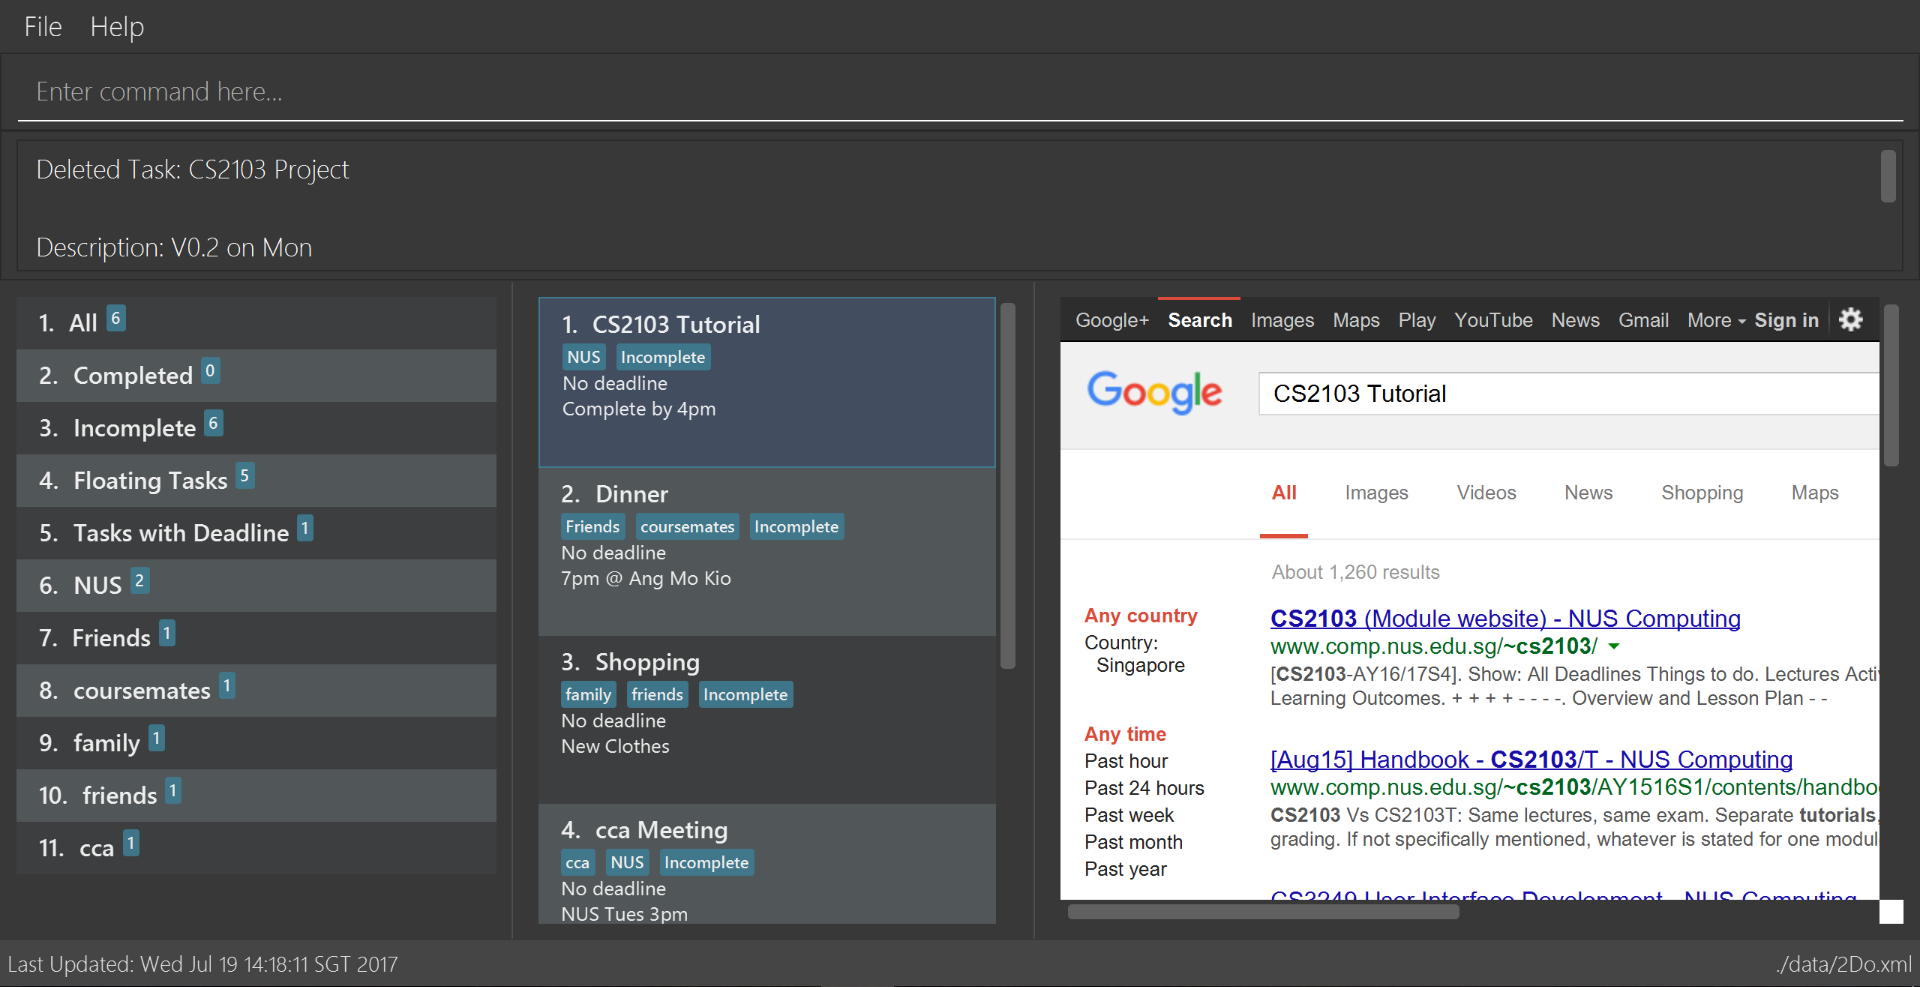 File Help
Enter command here...
Deleted Task: CS2103 Project
Description: V0.2 on Mon
1. All 6
2. Completed 0
3. Incomplete 6
4. Floating Tasks 5
5. Tasks with Deadline 1
6. NUS 2
7. Friends 1
8. coursemates 1
9. family 1
10. friends 1
11. cca 1
1. CS2103 Tutorial
NUS Incomplete
No deadline
Complete by 4pm
2. Dinner
Friends coursemates Incomplete
No deadline
7pm @ Ang Mo Kio
3. Shopping
family friends Incomplete
No deadline
New Clothes
4. cca Meeting
cca NUS Incomplete
No deadline
NUS Tues 3pm
Google+ Search Images Maps Play YouTube News Gmail More Sign in
Google CS2103 Tutorial
All Images Videos News Shopping Maps
About 1,260 results
Any country
Country:
Singapore
Any time
Past hour
Past 24 hours
Past week
Past month
Past year
CS2103 (Module website) - NUS Computing
www.comp.nus.edu.sg/~cs2103/
[CS2103-AY16/17S4]. Show: All Deadlines Things to do. Lectures Acti
Learning Outcomes. + + + + - - - -. Overview and Lesson Plan - -
[Aug15] Handbook - CS2103/T - NUS Computing
www.comp.nus.edu.sg/~cs2103/AY1516S1/contents/handbo
CS2103 Vs CS2103T: Same lectures, same exam. Separate tutorials,
grading. If not specifically mentioned, whatever is stated for one modul
CS3249 User Interface Development - NUS Computing
Last Updated: Wed Jul 19 14:18:11 SGT 2017
./data/2Do.xml